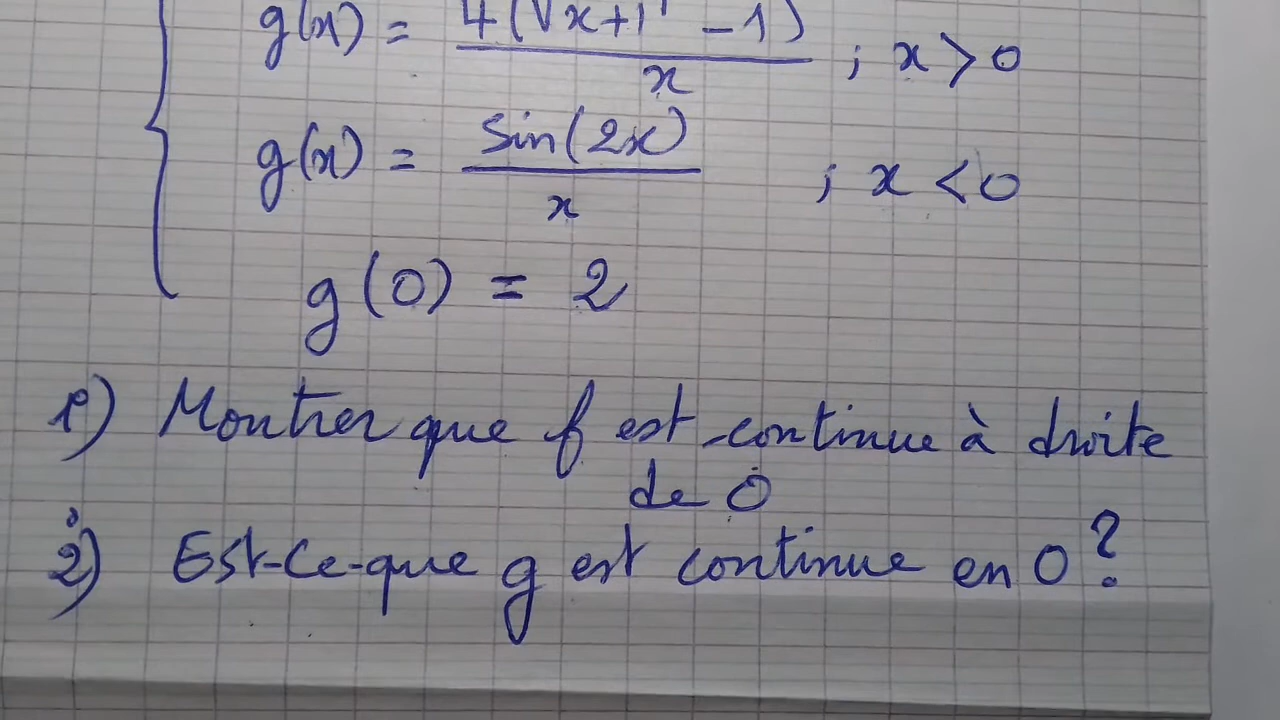 g(x) = 4(√x+1 - 1) / x ; x > 0
g(x) = sin(2x) / x ; x < 0
g(0) = 2
1) Montrer que f est continue à droite
de 0
2) Est-Ce-que g est continue en 0 ?